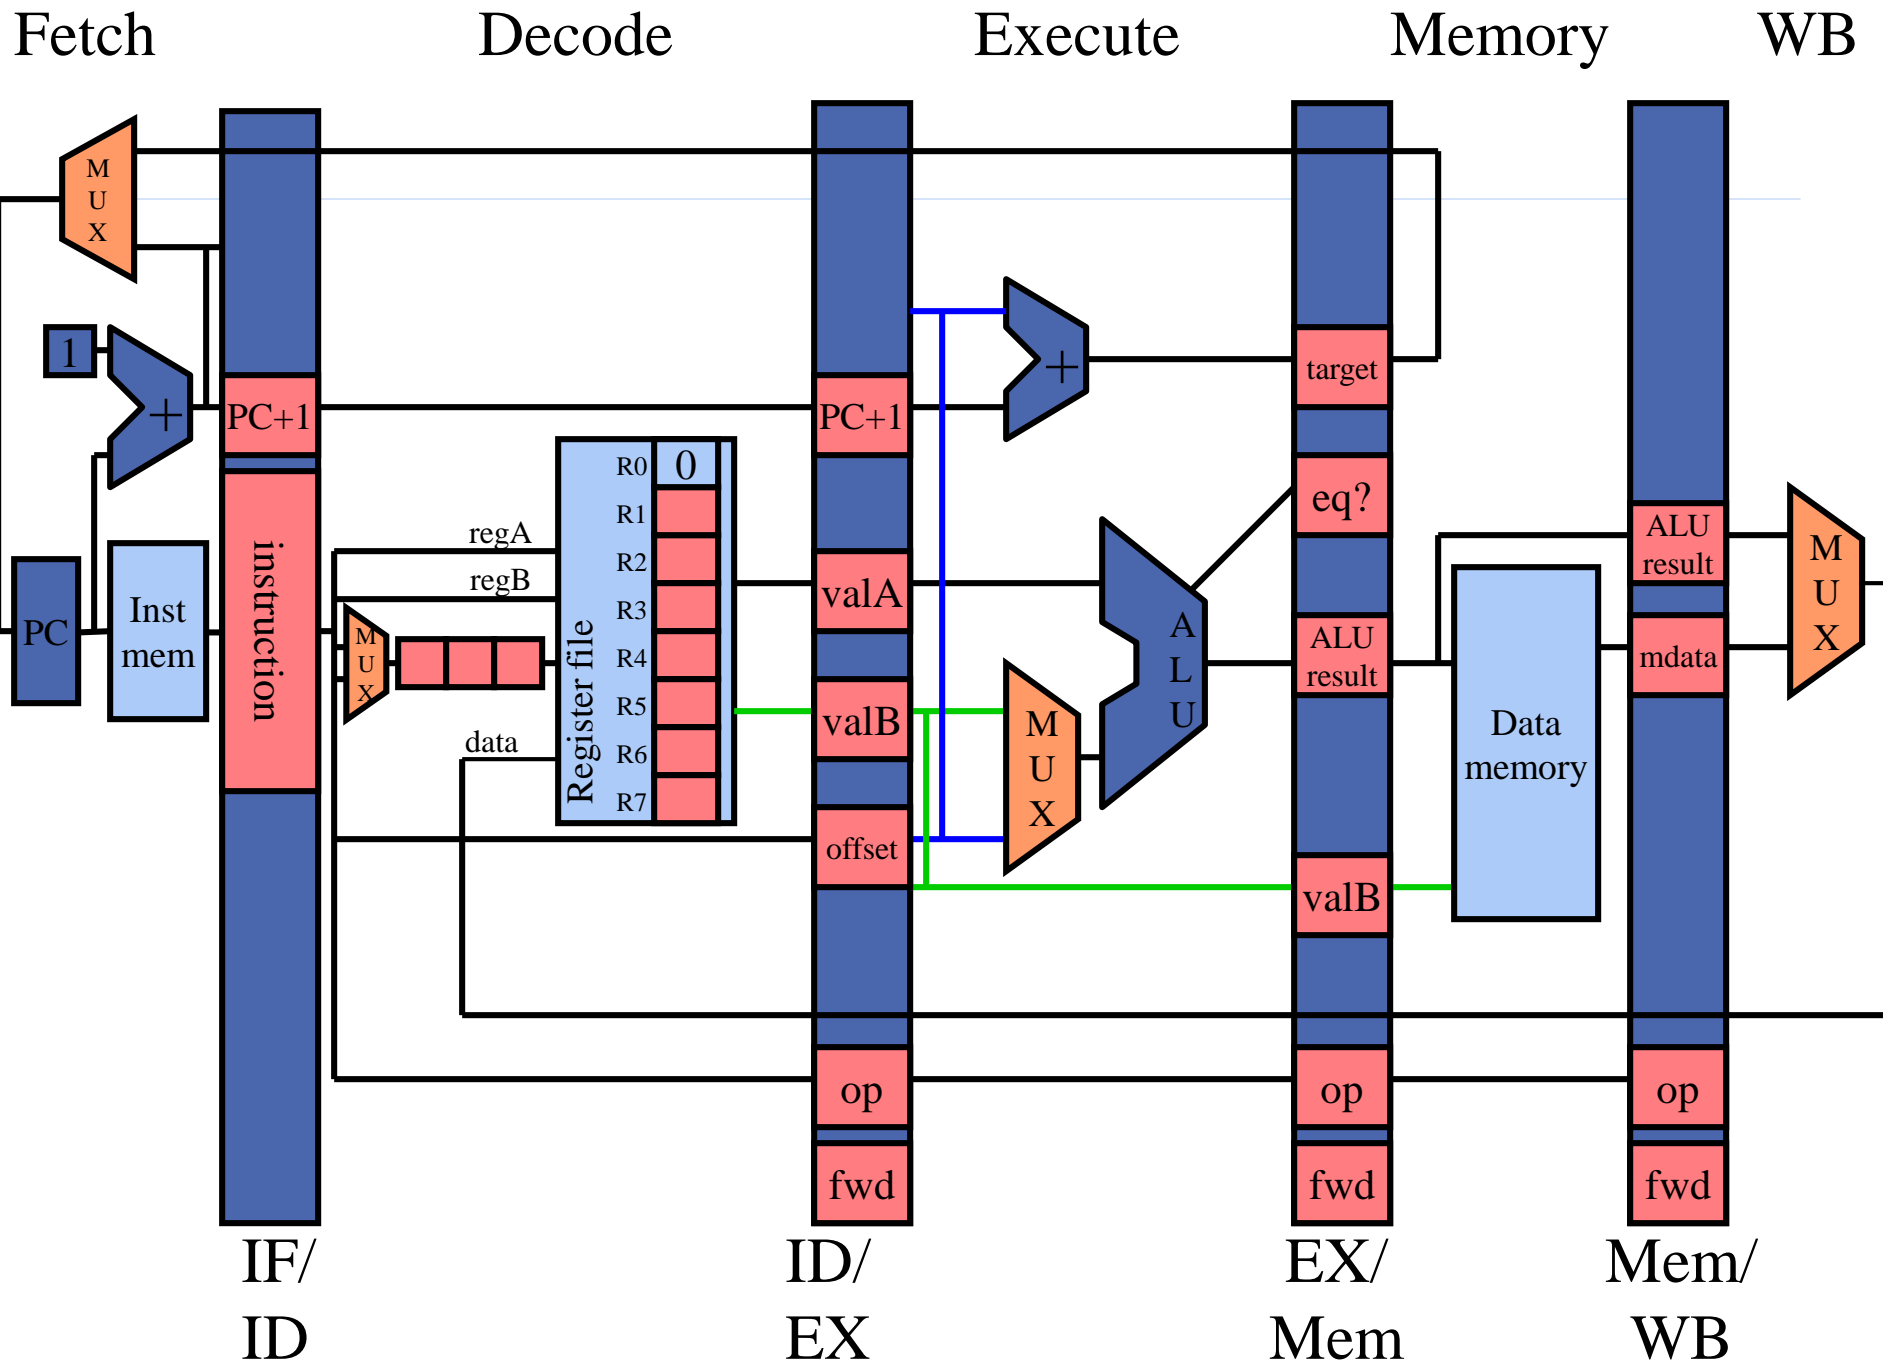 Fetch
Decode
Execute
Memory
WB
M
U
X
1
+
PC+1
PC
Inst
mem
instruction
regA
regB
M
U
X
data
Register file
R0
0
R1
R2
R3
R4
R5
R6
R7
PC+1
valA
valB
offset
op
fwd
+
M
U
X
A
L
U
target
eq?
ALU
result
valB
op
fwd
Data
memory
ALU
result
mdata
op
fwd
M
U
X
IF/
ID
ID/
EX
EX/
Mem
Mem/
WB